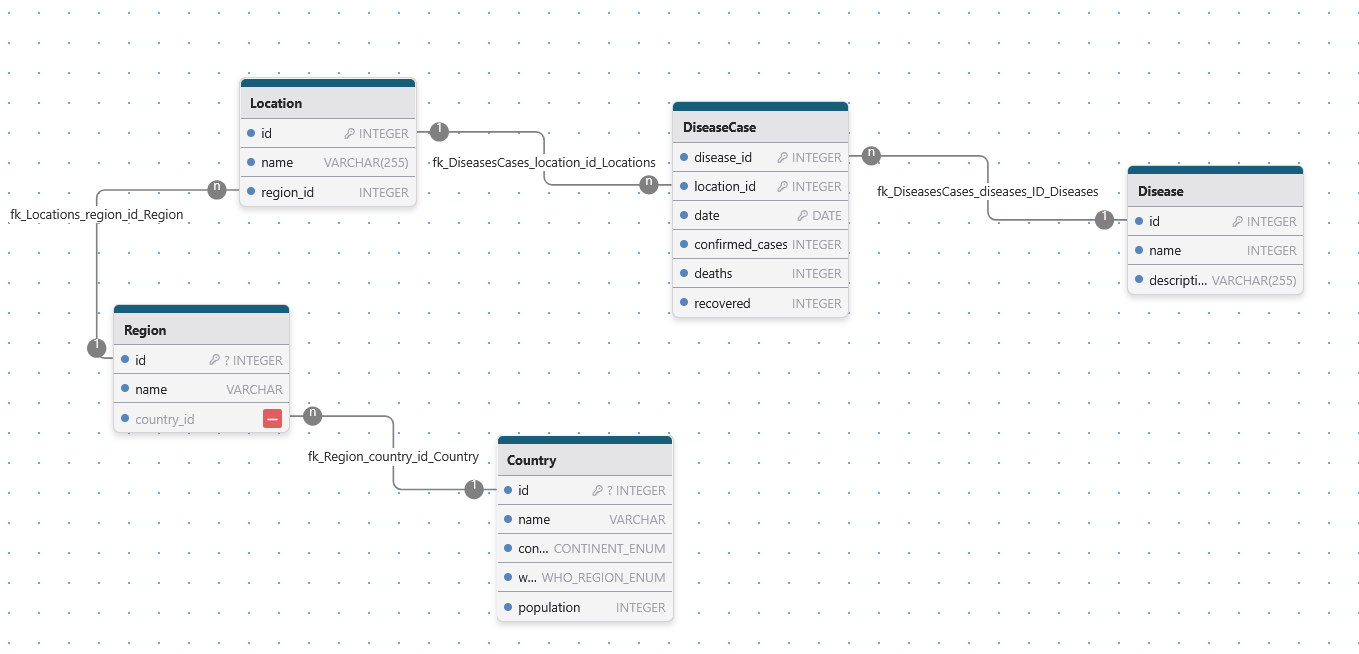 Location
id INTEGER
name VARCHAR(255)
region_id INTEGER
1
fk_DiseasesCases_location_id_Locations
n
DiseaseCase
disease_id INTEGER
location_id INTEGER
date DATE
confirmed_cases INTEGER
deaths INTEGER
recovered INTEGER
n
fk_DiseasesCases_diseases_ID_Diseases
1
Disease
id INTEGER
name INTEGER
descripti... VARCHAR(255)
n
fk_Locations_region_id_Region
1
Region
id ? INTEGER
name VARCHAR
country_id
n
fk_Region_country_id_Country
1
Country
id ? INTEGER
name VARCHAR
con... CONTINENT_ENUM
w... WHO_REGION_ENUM
population INTEGER